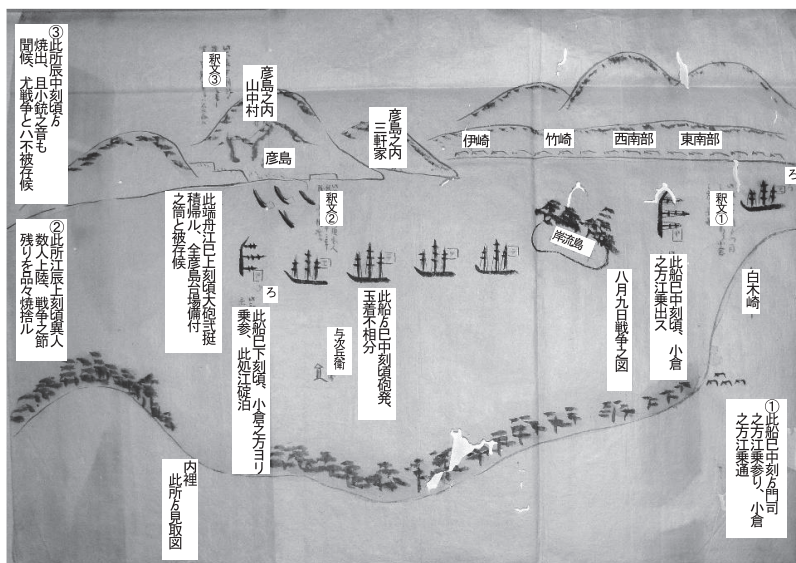 ろ
東南部
西南部
竹崎
伊崎
彦島之内
三軒家
彦島之内
山中村
釈文③
③此所辰中刻頃ゟ
焼出、且小銃之音も
聞候、尤戦争とハ不被存候
彦島
釈文①
釈文②
此端舟江巳上刻頃大砲弐挺
積帰ル、全彦島台場備付
之筒と被存候
②此所江辰上刻頃異人
数人上陸、戦争之節
残りを品々焼捨ル
岸流島
白木崎
此船巳中刻頃、小倉
之方江乗出ス
八月九日戦争之図
ろ
此船ゟ巳中刻頃砲発、
玉着不相分
与次兵衛
此船巳下刻頃、小倉之方ヨリ
乗参、此処江碇泊
①此船巳中刻ゟ門司
之方江乗参り、小倉
之方江乗通
内裡
此所ゟ見取図